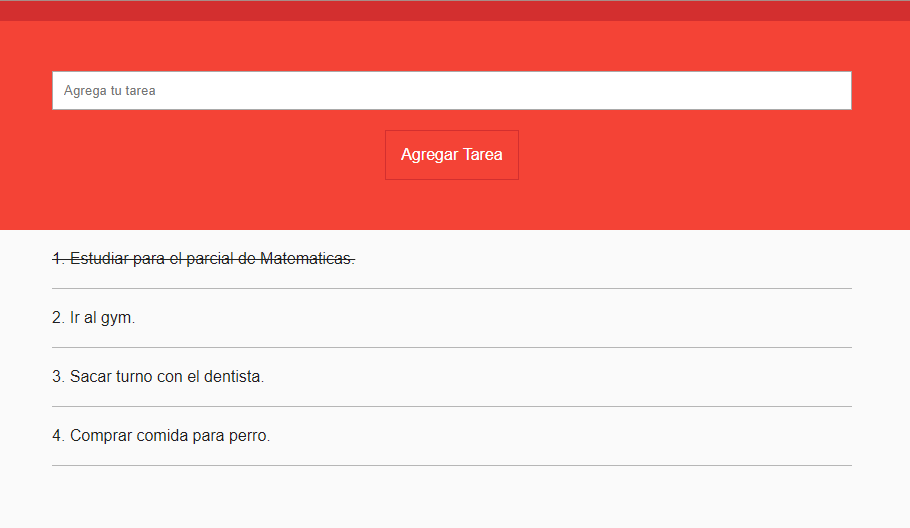 Agrega tu tarea
Agregar Tarea
1. Estudiar para el parcial de Matematicas.
2. Ir al gym.
3. Sacar turno con el dentista.
4. Comprar comida para perro.